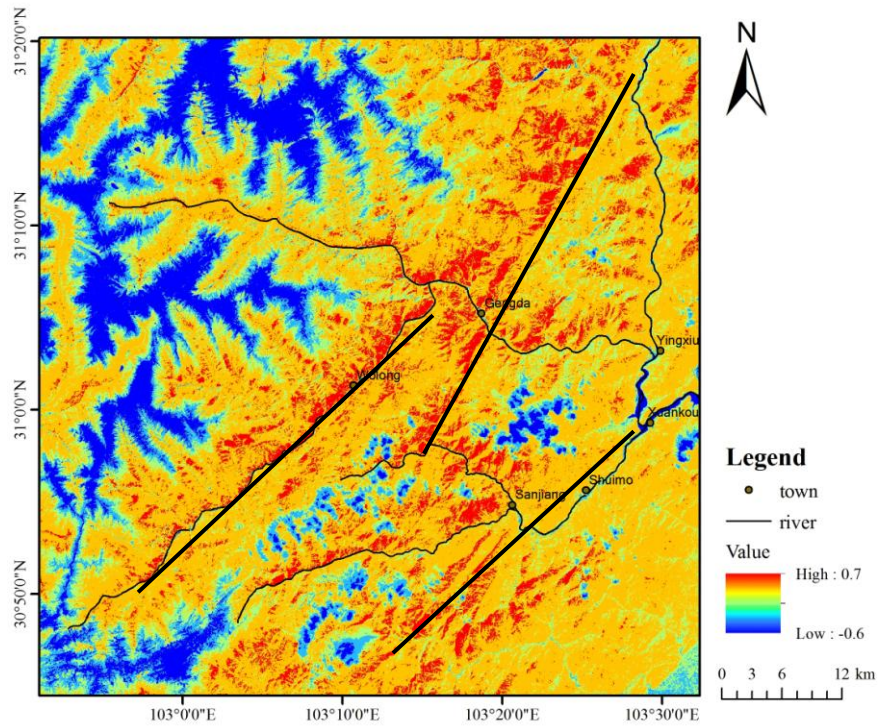 N
31°20'0"N
31°10'0"N
31°0'0"N
30°50'0"N
Gengda
Yingxiu
Wolong
Xuankou
Sanjiang
Shuimo
103°0'0"E
103°10'0"E
103°20'0"E
103°30'0"E
Legend
town
river
Value
High : 0.7
Low : -0.6
0 3 6 12 km